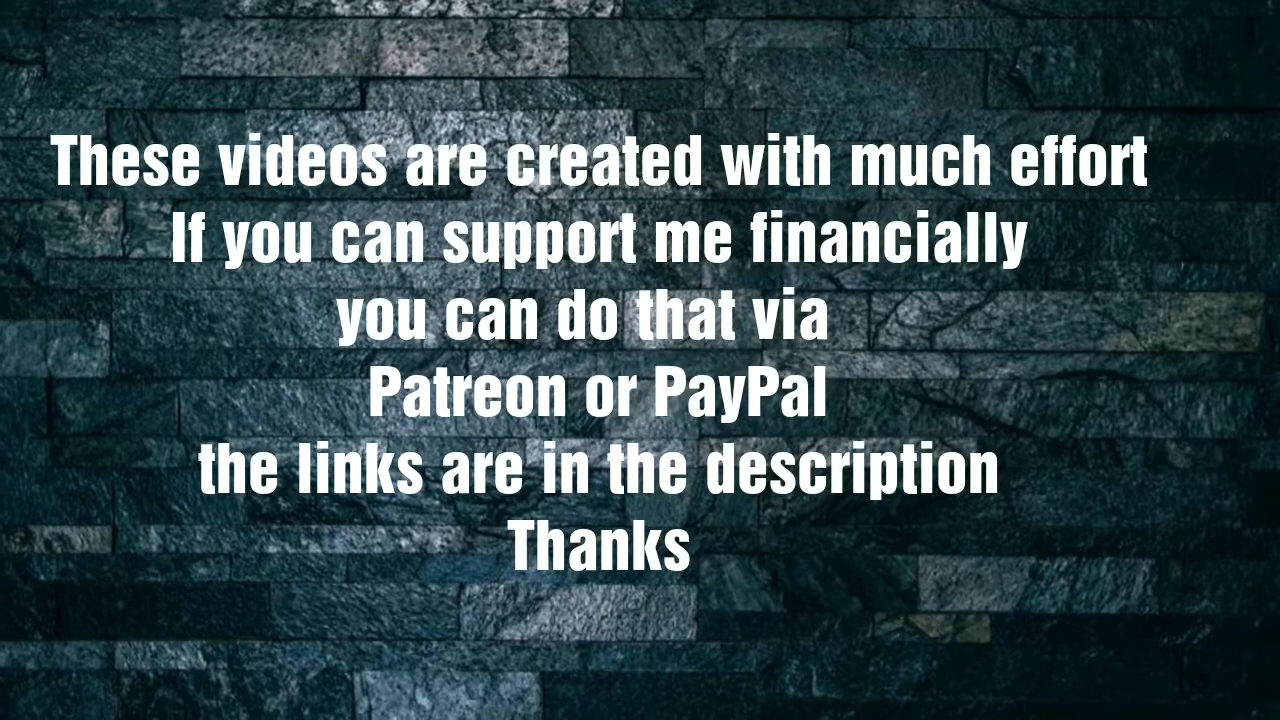 These videos are created with much effort
If you can support me financially
you can do that via
Patreon or PayPal
the links are in the description
Thanks